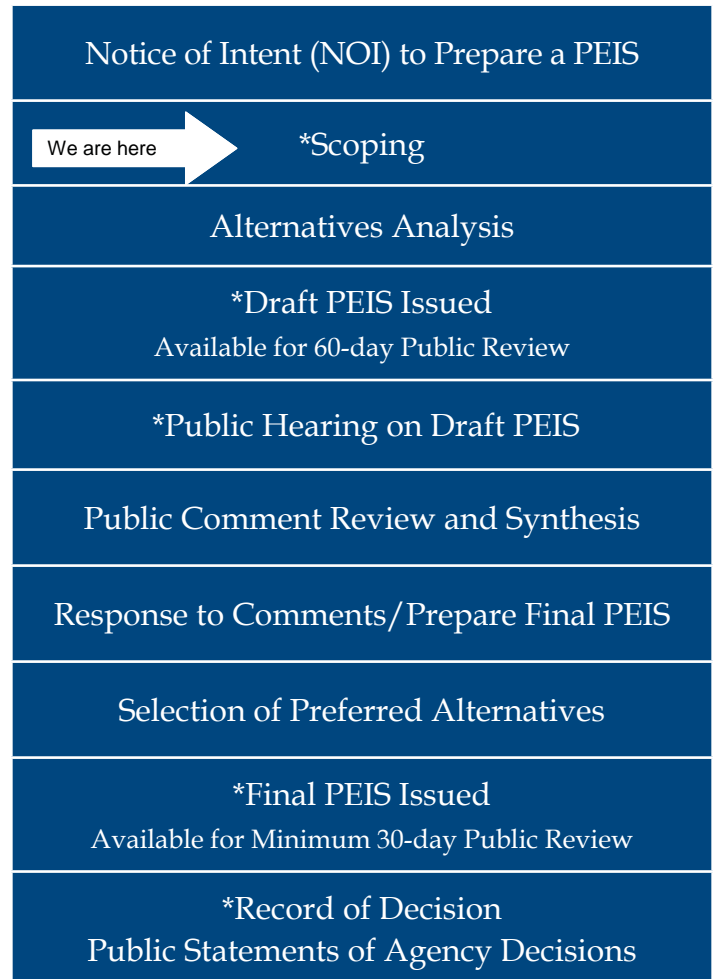 Notice of Intent (NOI) to Prepare a PEIS
We are here
*Scoping
Alternatives Analysis
*Draft PEIS Issued
Available for 60-day Public Review
*Public Hearing on Draft PEIS
Public Comment Review and Synthesis
Response to Comments/Prepare Final PEIS
Selection of Preferred Alternatives
*Final PEIS Issued
Available for Minimum 30-day Public Review
*Record of Decision
Public Statements of Agency Decisions